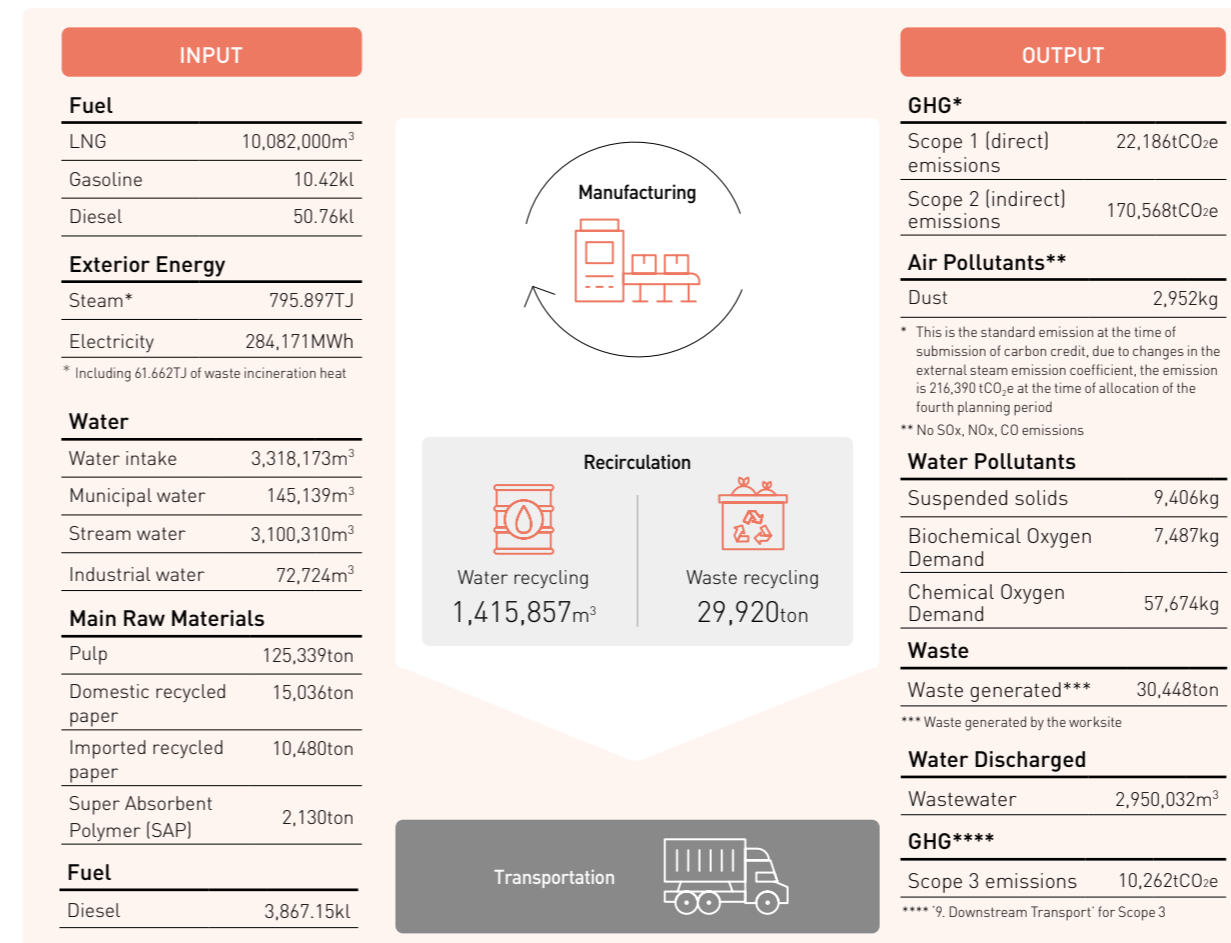 INPUT
Fuel
LNG 10,082,000m³
Gasoline 10.42kl
Diesel 50.76kl
Exterior Energy
Steam* 795.897TJ
Electricity 284,171MWh
* Including 61.662TJ of waste incineration heat
Water
Water intake 3,318,173m³
Municipal water 145,139m³
Stream water 3,100,310m³
Industrial water 72,724m³
Main Raw Materials
Pulp 125,339ton
Domestic recycled 15,036ton
paper
Imported recycled 10,480ton
paper
Super Absorbent
Polymer (SAP) 2,130ton
Fuel
Diesel 3,867.15kl
Manufacturing
Recirculation
Water recycling
1,415,857m³
Waste recycling
29,920ton
Transportation
OUTPUT
GHG*
Scope 1 (direct) 22,186tCO₂e
emissions
Scope 2 (indirect) 170,568tCO₂e
emissions
Air Pollutants**
Dust 2,952kg
* This is the standard emission at the time of
submission of carbon credit, due to changes in the
external steam emission coefficient, the emission
is 216,390 tCO₂e at the time of allocation of the
fourth planning period
** No SOx, NOx, CO emissions
Water Pollutants
Suspended solids 9,406kg
Biochemical Oxygen 7,487kg
Demand
Chemical Oxygen 57,674kg
Demand
Waste
Waste generated*** 30,448ton
*** Waste generated by the worksite
Water Discharged
Wastewater 2,950,032m³
GHG****
Scope 3 emissions 10,262tCO₂e
**** '9. Downstream Transport' for Scope 3